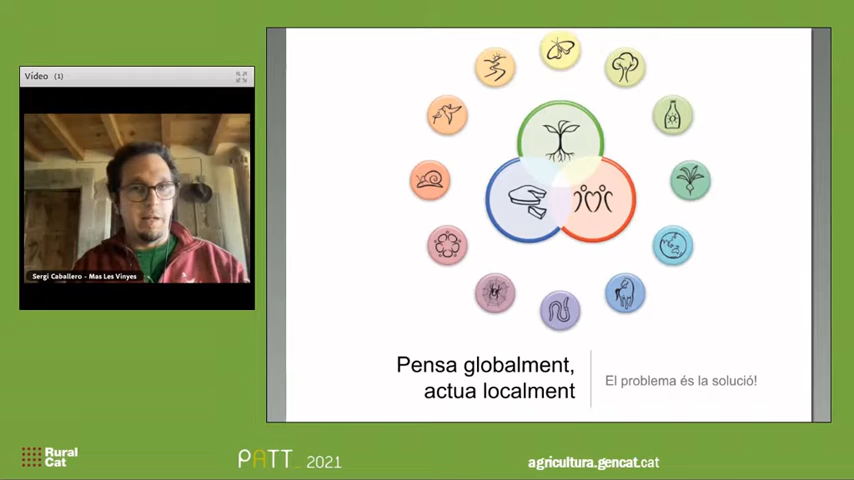 Vídeo (1)
Sergi Caballero - Mas Les Vinyes
Pensa globalment,
actua localment
El problema és la solució!
Rural
Cat
PATT_ 2021
agricultura.gencat.cat